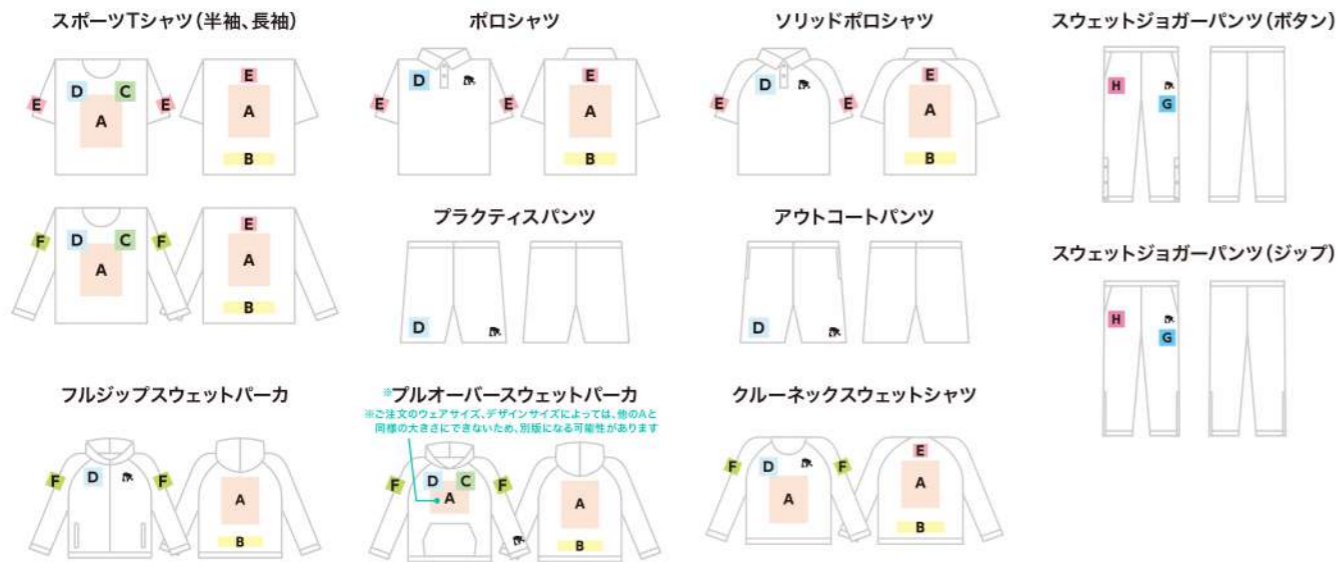 スポーツTシャツ(半袖、長袖)
D
C
E
E
A
E
A
B
F
D
C
F
A
E
A
B
ポロシャツ
D
E
E
E
A
B
ソリッドポロシャツ
D
E
E
E
A
B
スウェットジョガーパンツ(ボタン)
H
G
プラクティスパンツ
D
アウトコートパンツ
D
スウェットジョガーパンツ(ジップ)
H
G
フルジップスウェットパーカ
F
D
F
A
B
※プルオーバースウェットパーカ
※ご注文のウェアサイズ、デザインサイズによっては、他のAと
同様の大きさにできないため、別版になる可能性があります
F
D
C
F
A
A
B
クルーネックスウェットシャツ
F
D
F
A
E
A
B